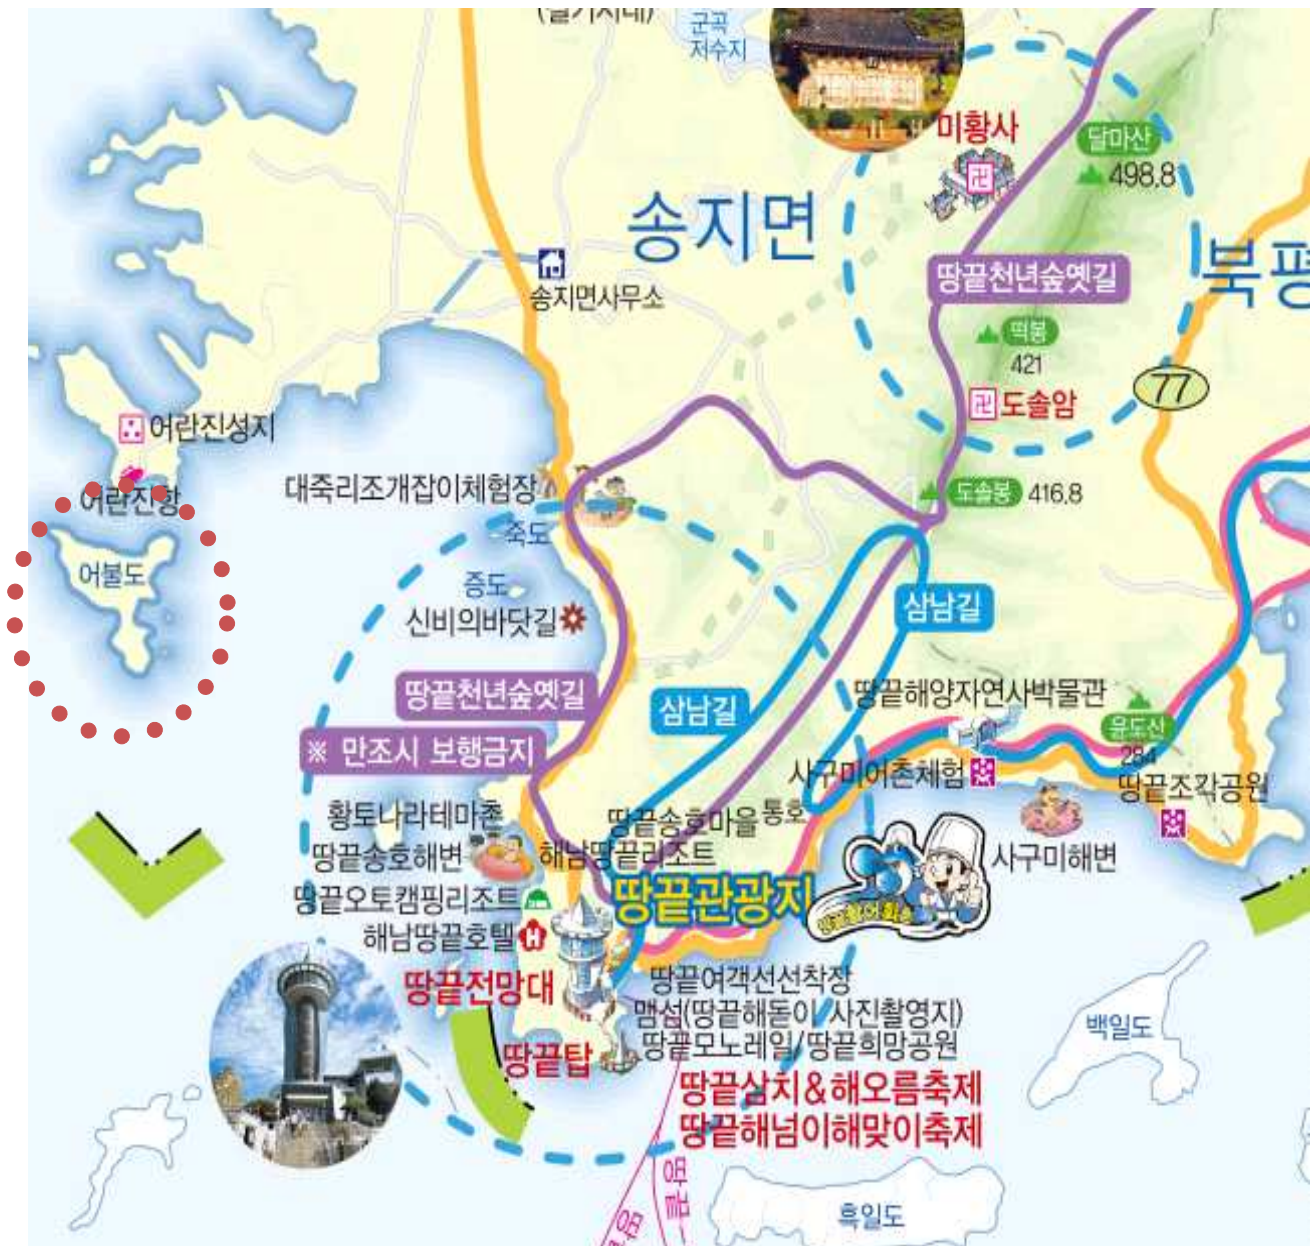 군곡
저수지
미황사
달마산
498.8
송지면
북평
땅끝천년숲옛길
송지면사무소
떡봉
421
77
도솔암
어란진성지
어란진항
대죽리조개잡이체험장
도솔봉 416.8
죽도
어불도
증도
신비의바닷길
삼남길
땅끝천년숲옛길
삼남길
땅끝해양자연사박물관
윤도산
284
※ 만조시 보행금지
사구미어촌체험
땅끝조각공원
황토나라테마촌
땅끝송호마을
통호
땅끝송호해변
해남땅끝리조트
사구미해변
땅끝오토캠핑리조트
땅끝관광지
해남땅끝호텔
H
땅끝전망대
땅끝여객선선착장
맴섬(땅끝해돋이 사진촬영지)
땅끝모노레일/땅끝희망공원
백일도
땅끝탑
땅끝삼치&해오름축제
땅끝해넘이해맞이축제
땅끝
흑일도